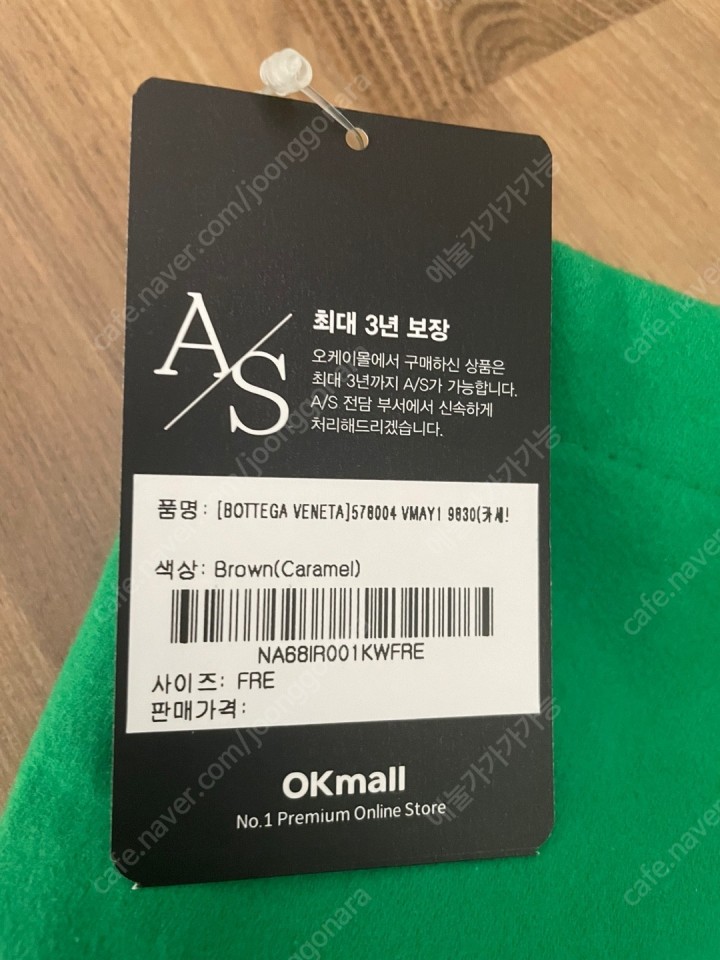 A/S
최대 3년 보장
오케이몰에서 구매하신 상품은
최대 3년까지 A/S가 가능합니다.
A/S 전담 부서에서 신속하게
처리해드리겠습니다.
품명: [BOTTEGA VENETA]578004 VMAY1 9830(카세!
색상: Brown(Caramel)
NA68IR001KWFRE
사이즈: FRE
판매가격:
OKmall
No.1 Premium Online Store
cafe.naver.com/joonggonara
에눌가가가가능